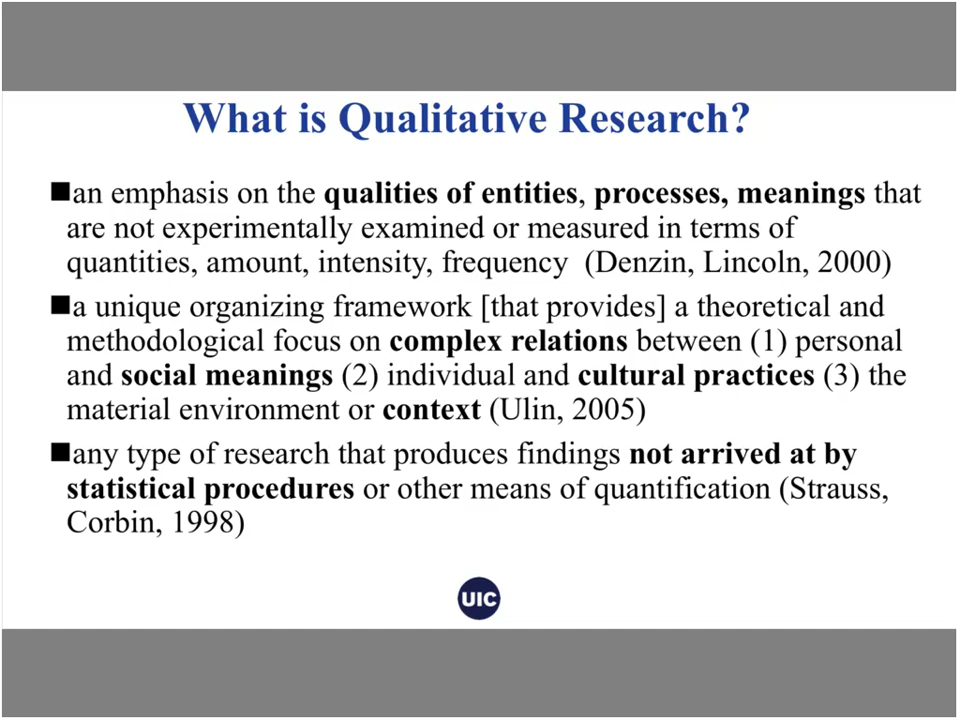 What is Qualitative Research?
■an emphasis on the qualities of entities, processes, meanings that
are not experimentally examined or measured in terms of
quantities, amount, intensity, frequency (Denzin, Lincoln, 2000)
■a unique organizing framework [that provides] a theoretical and
methodological focus on complex relations between (1) personal
and social meanings (2) individual and cultural practices (3) the
material environment or context (Ulin, 2005)
■any type of research that produces findings not arrived at by
statistical procedures or other means of quantification (Strauss,
Corbin, 1998)
UIC